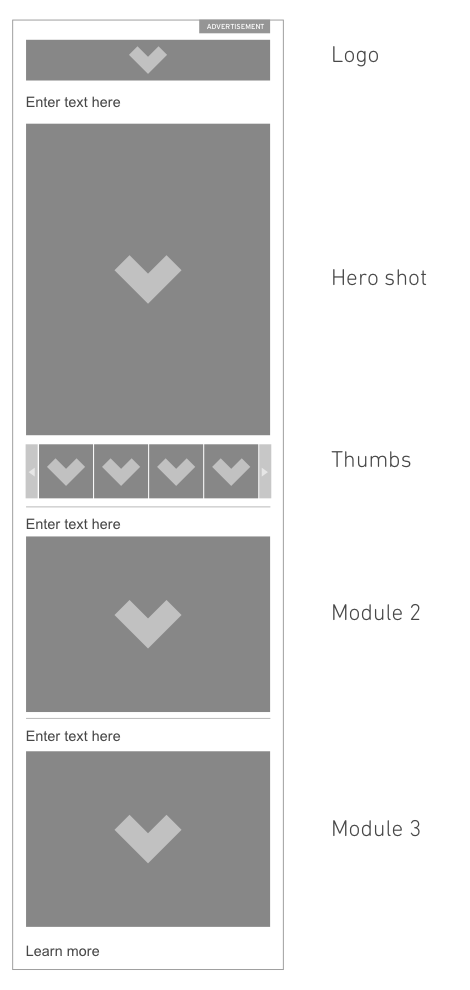 ADVERTISEMENT
Logo
Enter text here
Hero shot
Thumbs
Enter text here
Module 2
Enter text here
Module 3
Learn more